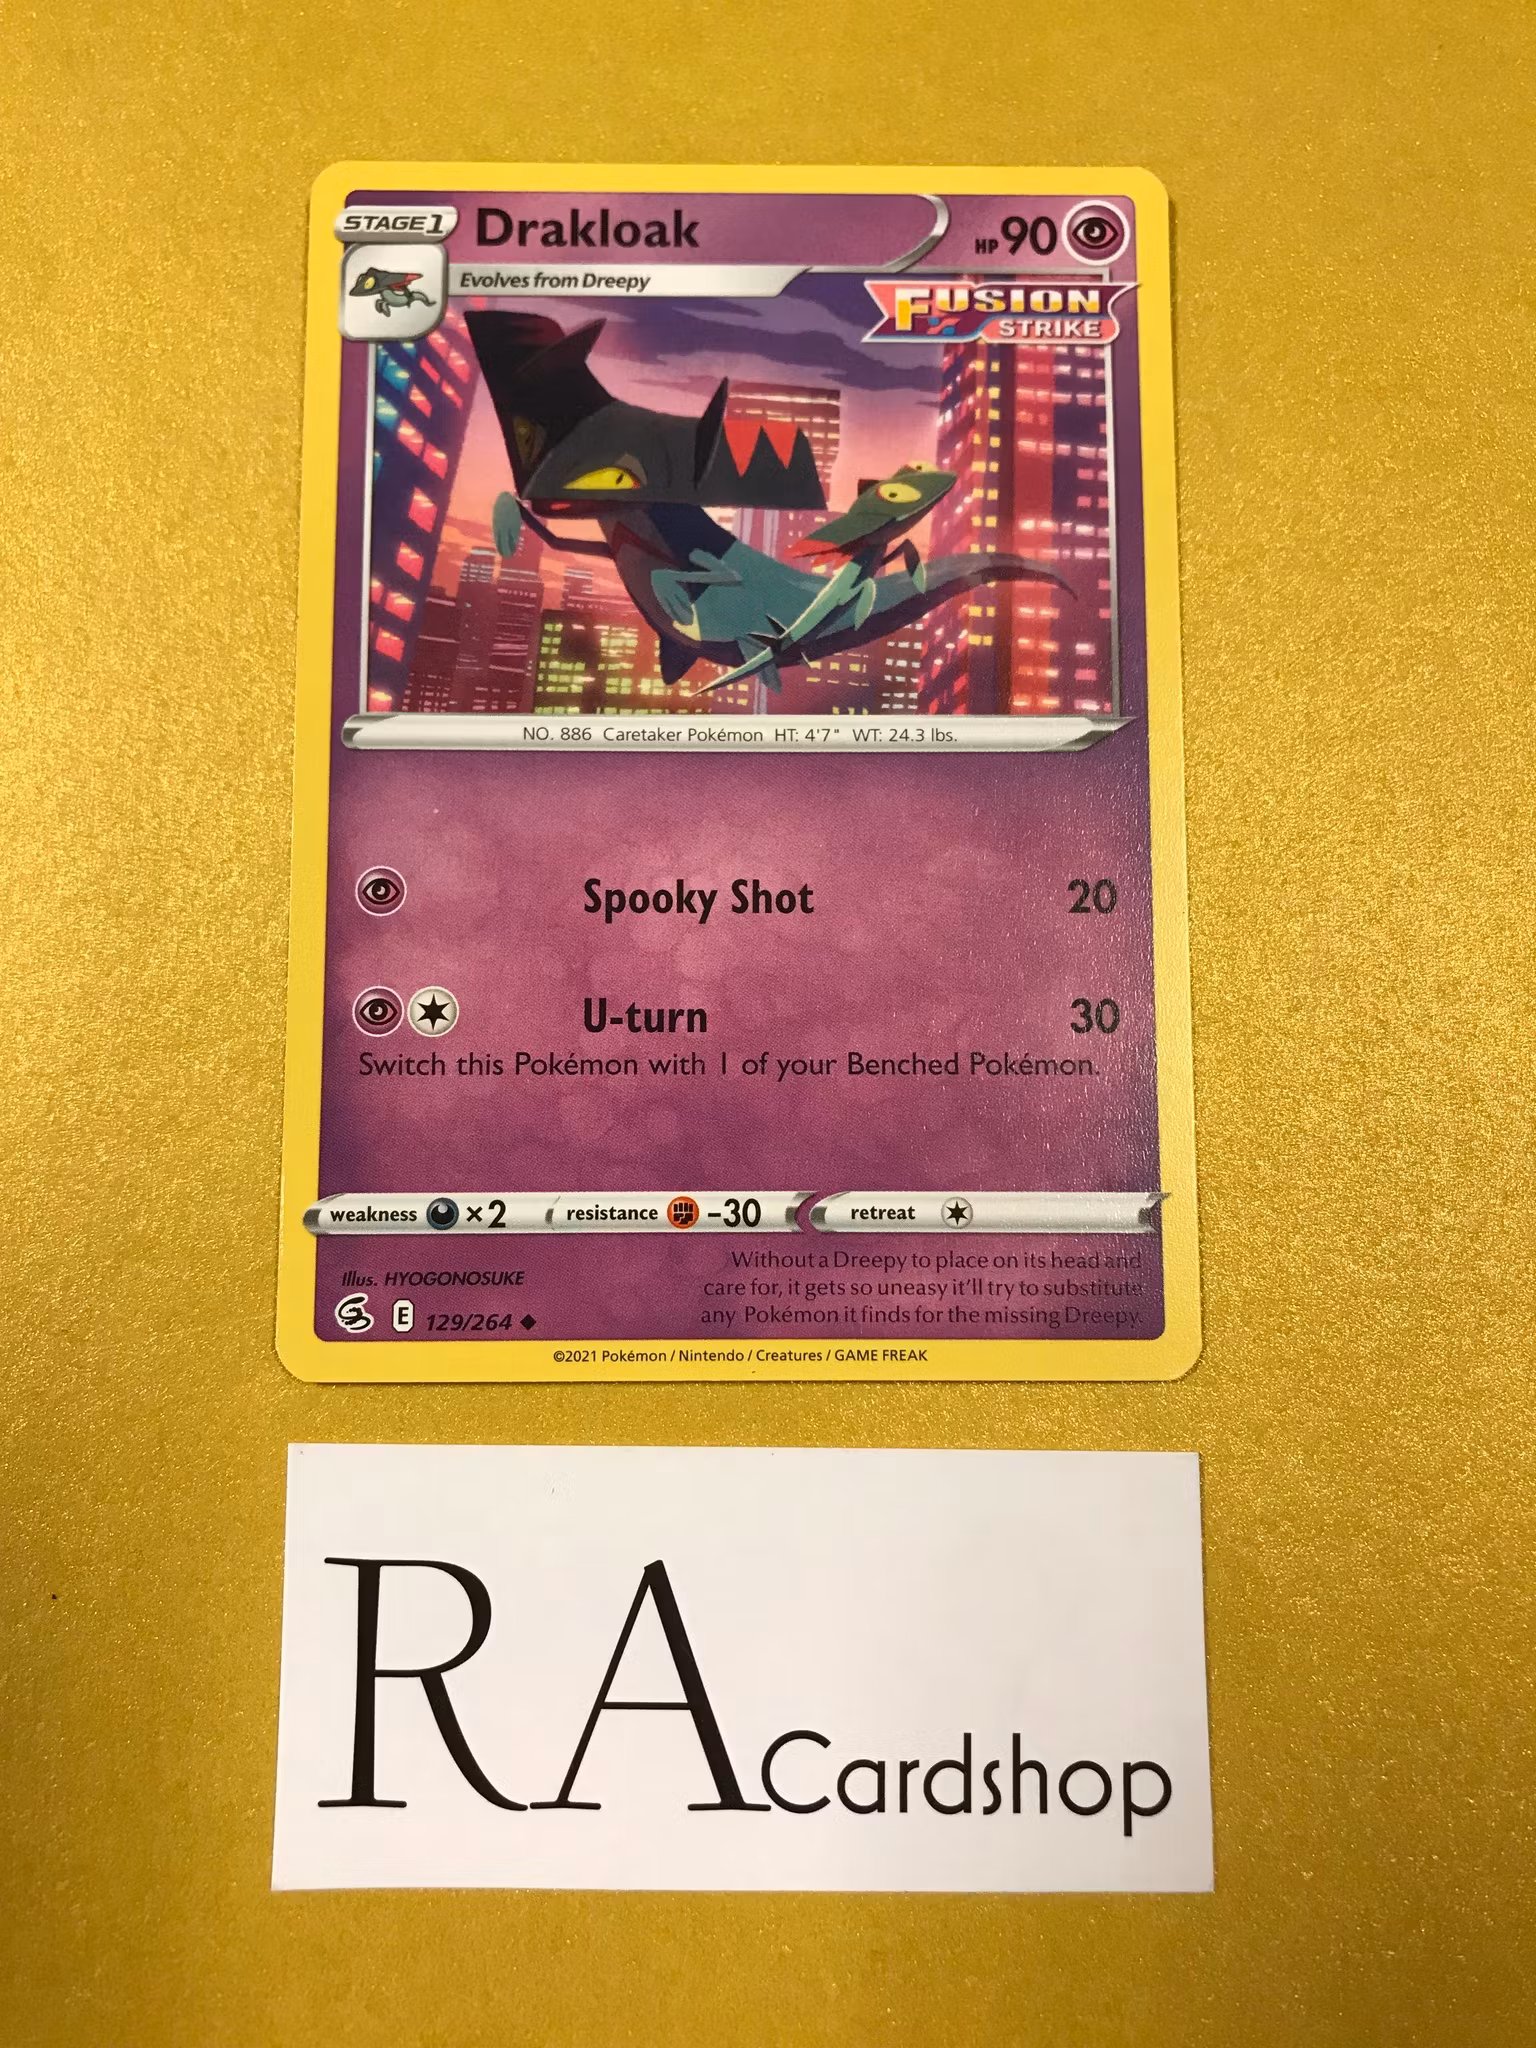 STAGE 1
Drakloak
HP 90
Evolves from Dreepy
FUSION
STRIKE
NO. 886 Caretaker Pokémon HT: 4'7" WT: 24.3 lbs.
Spooky Shot 20
U-turn 30
Switch this Pokémon with 1 of your Benched Pokémon.
weakness ×2 resistance -30 retreat
Without a Dreepy to place on its head and
care for, it gets so uneasy it'll try to substitute
any Pokémon it finds for the missing Dreepy.
Illus. HYOGONOSUKE
E 129/264
©2021 Pokémon / Nintendo / Creatures / GAME FREAK
RA Cardshop